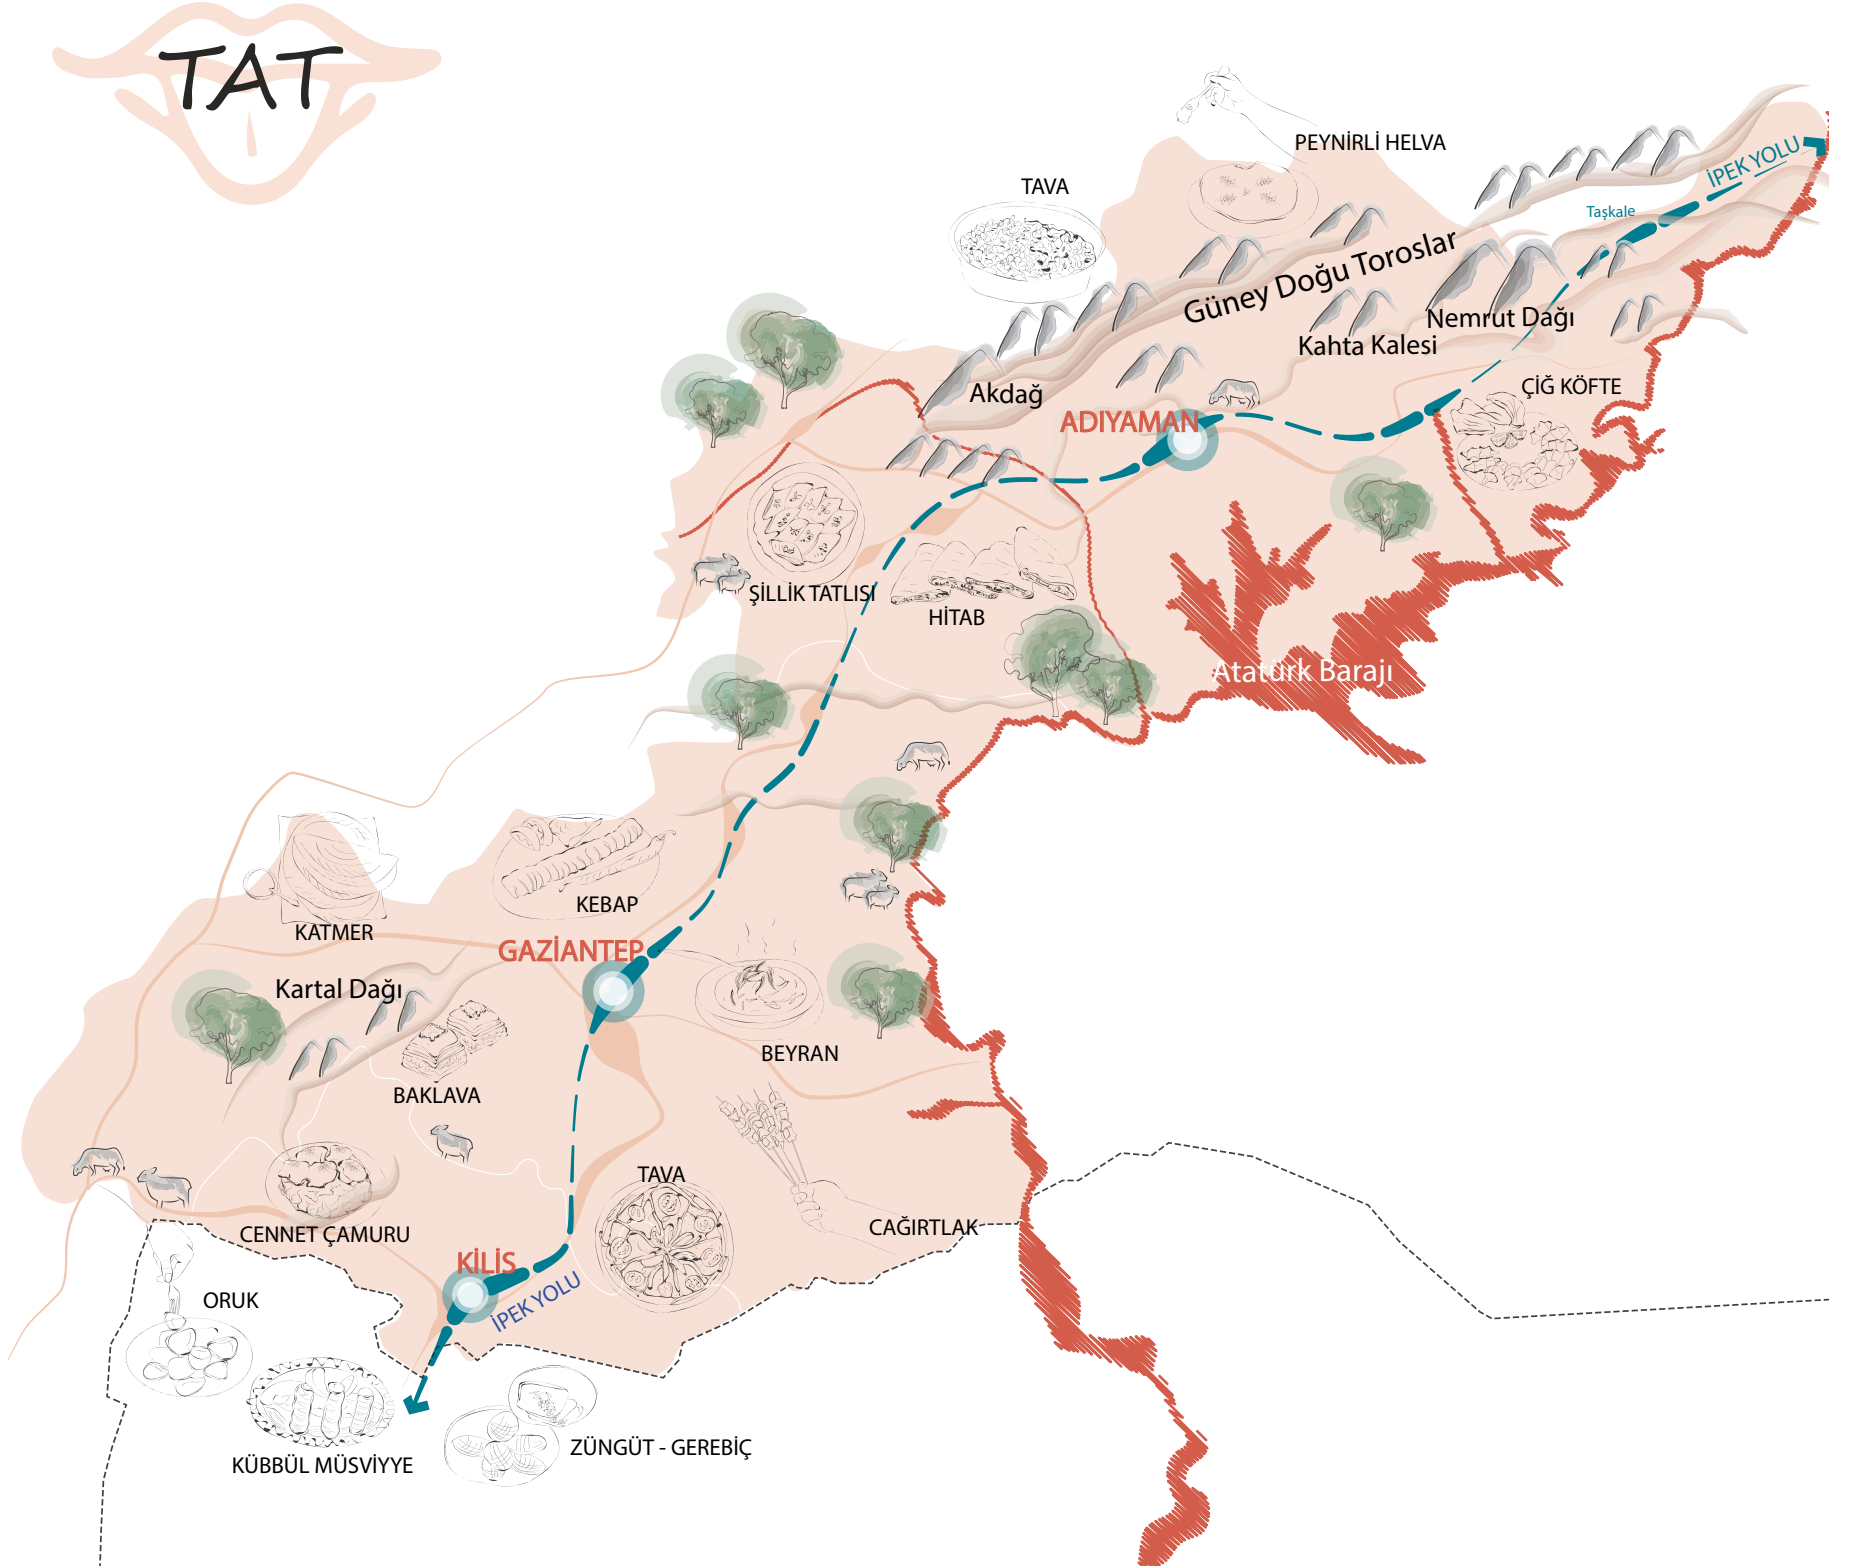 TAT
PEYNİRLİ HELVA
İPEK YOLU
TAVA
Taşkale
Güney Doğu Toroslar
Nemrut Dağı
Kahta Kalesi
Akdağ
ÇİĞ KÖFTE
ADIYAMAN
ŞİLLİK TATLISI
HİTAB
Atatürk Barajı
KEBAP
KATMER
GAZİANTEP
Kartal Dağı
BEYRAN
BAKLAVA
TAVA
CAĞIRTLAK
CENNET ÇAMURU
KİLİS
İPEK YOLU
ORUK
ZÜNGÜT - GEREBİÇ
KÜBBÜL MÜSVİYYE